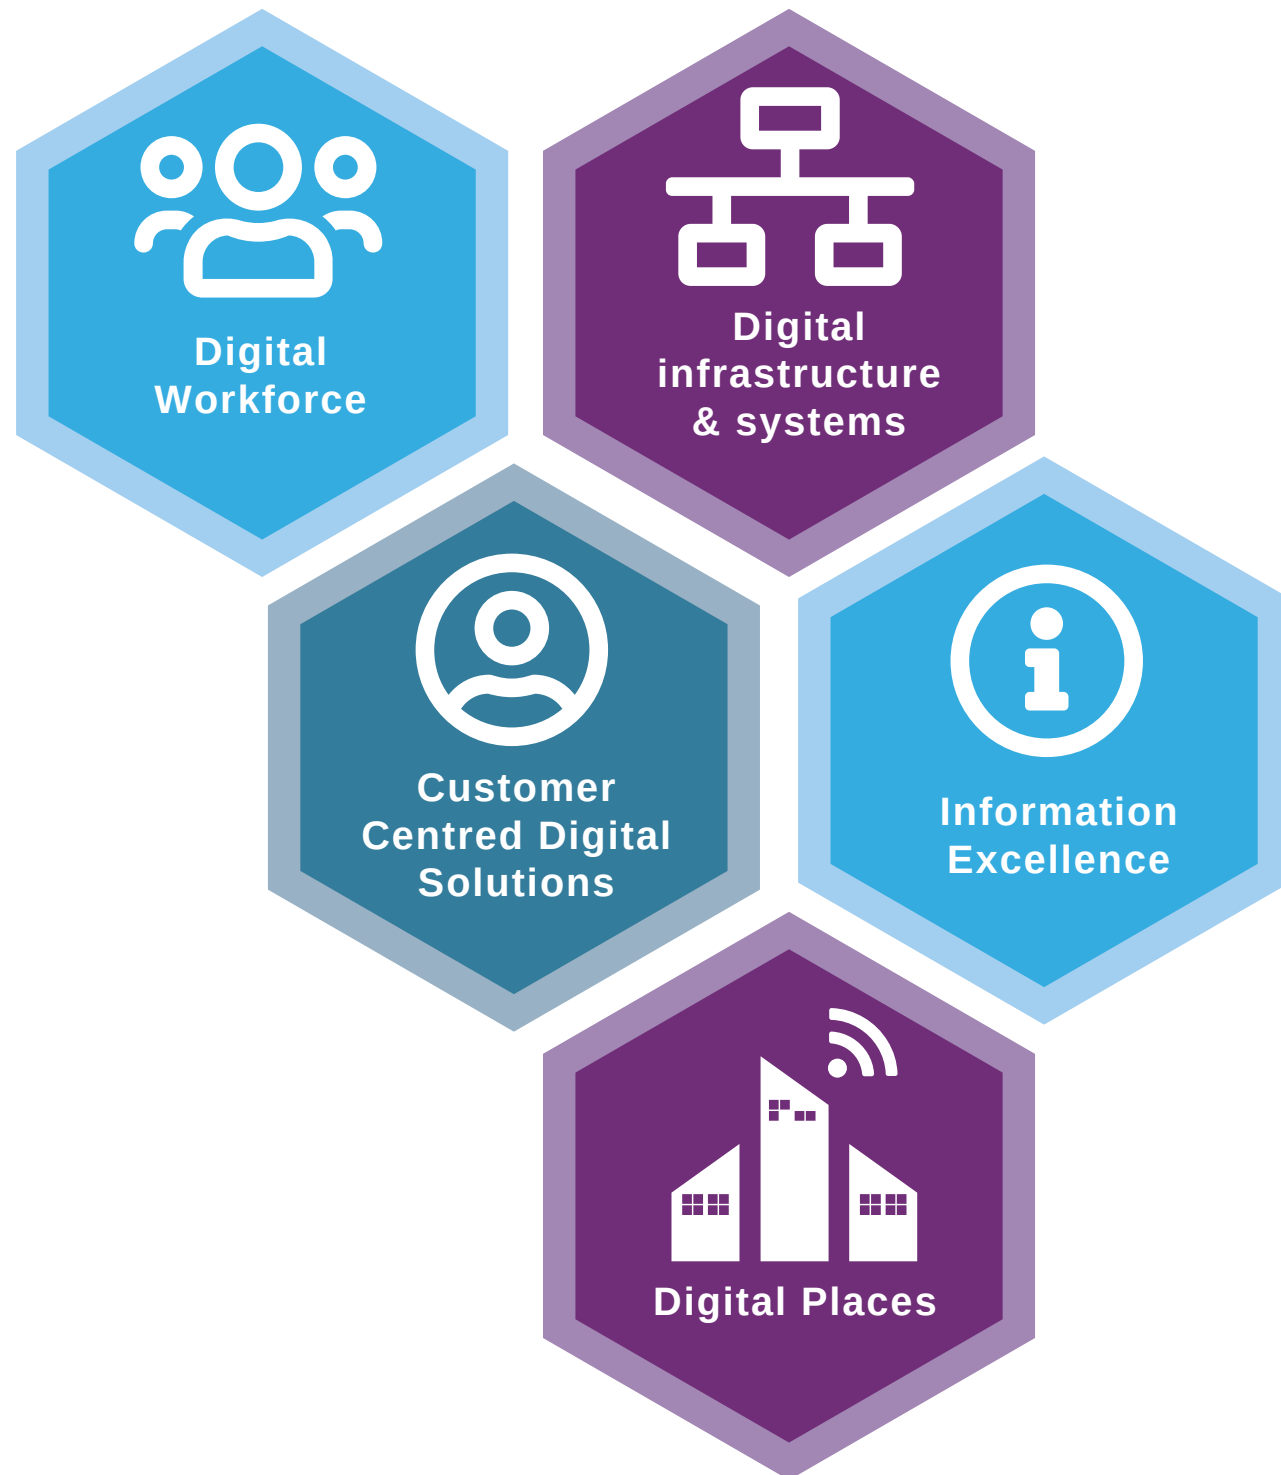 Digital
Workforce
Digital
infrastructure
& systems
Customer
Centred Digital
Solutions
Information
Excellence
Digital Places